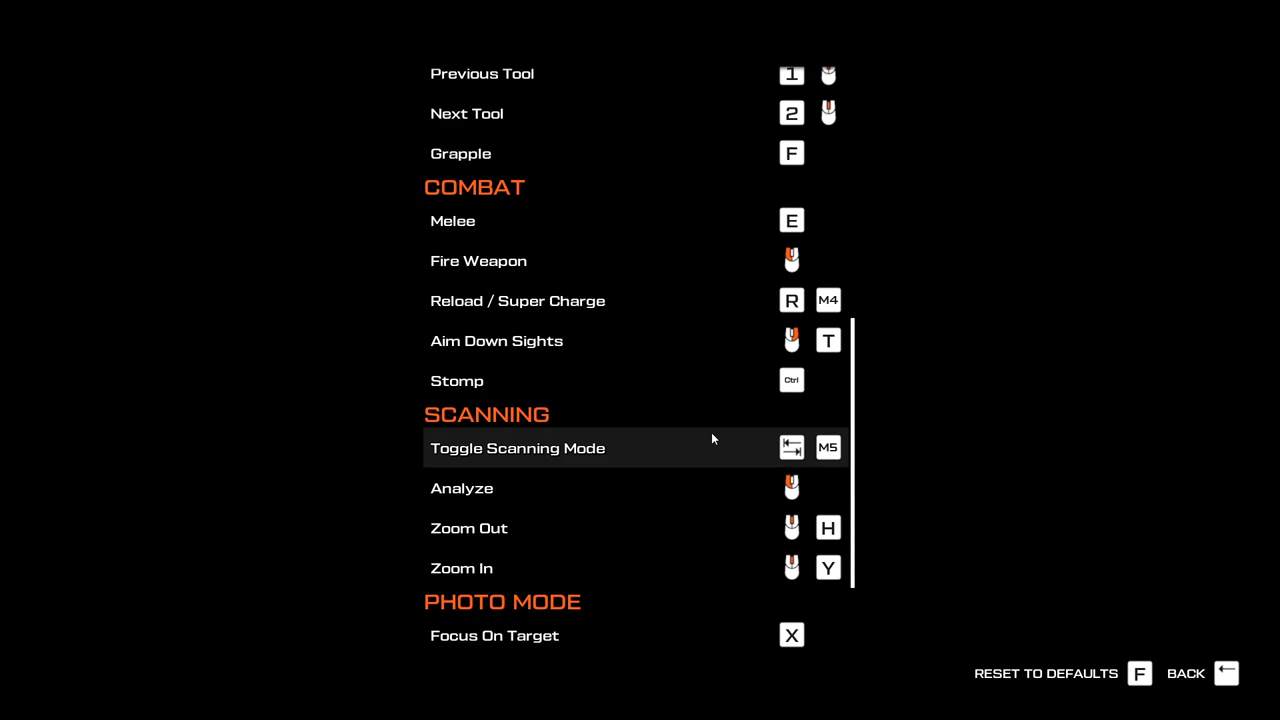 Previous Tool 1
Next Tool 2
Grapple F
COMBAT
Melee E
Fire Weapon
Reload / Super Charge R M4
Aim Down Sights T
Stomp Ctrl
SCANNING
Toggle Scanning Mode M5
Analyze
Zoom Out H
Zoom In Y
PHOTO MODE
Focus On Target X
RESET TO DEFAULTS F BACK